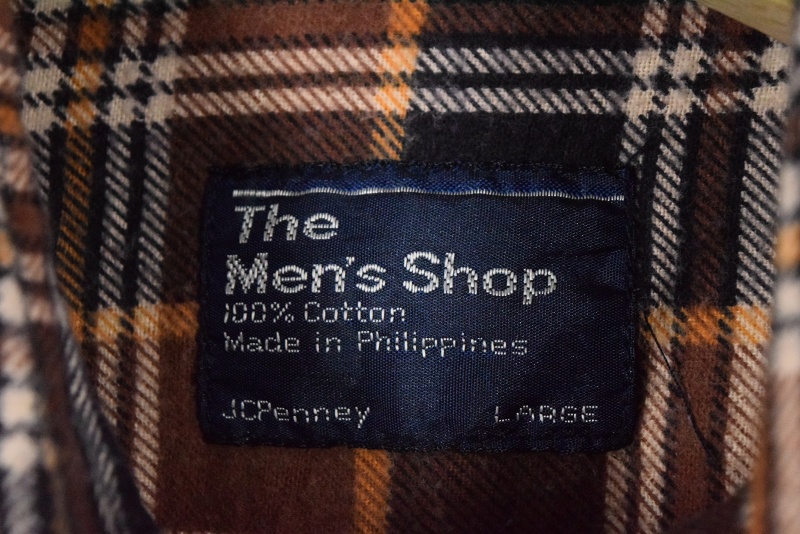 The
Men's Shop
100% Cotton
Made in Philippines
JCPenney LARGE